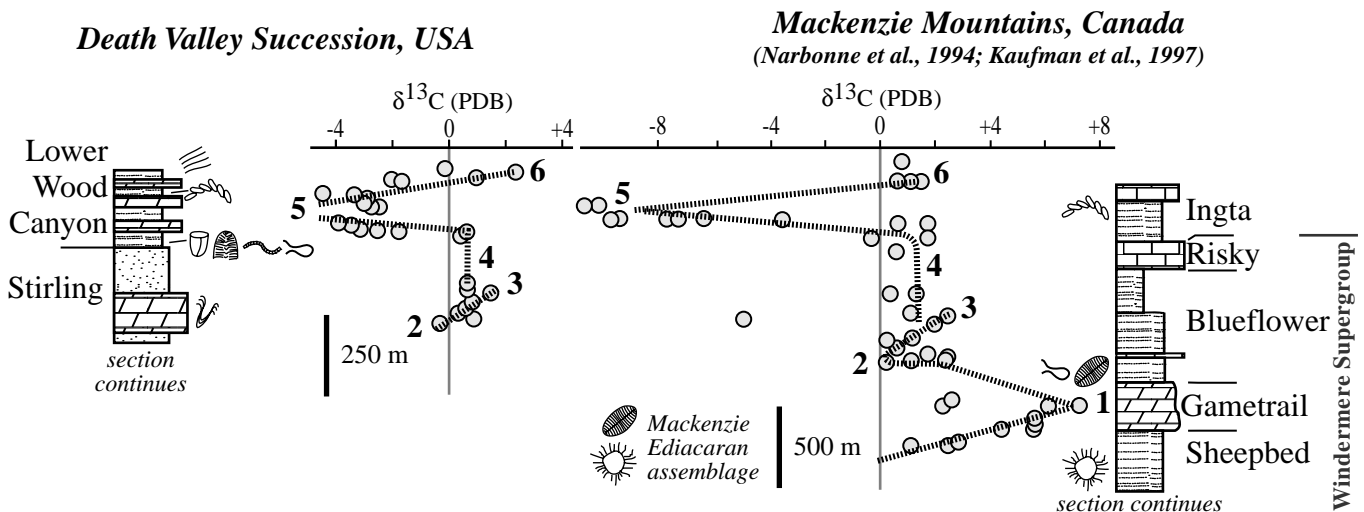 Death Valley Succession, USA
δ13C (PDB)
-4 0 +4
Lower
Wood
Canyon
Stirling
section
continues
6
5
4
3
2
250 m
Mackenzie Mountains, Canada
(Narbonne et al., 1994; Kaufman et al., 1997)
δ13C (PDB)
-8 -4 0 +4 +8
6
5
4
3
2
1
Mackenzie
Ediacaran
assemblage
500 m
Ingta
Risky
Blueflower
Gametrail
Sheepbed
section continues
Windermere Supergroup